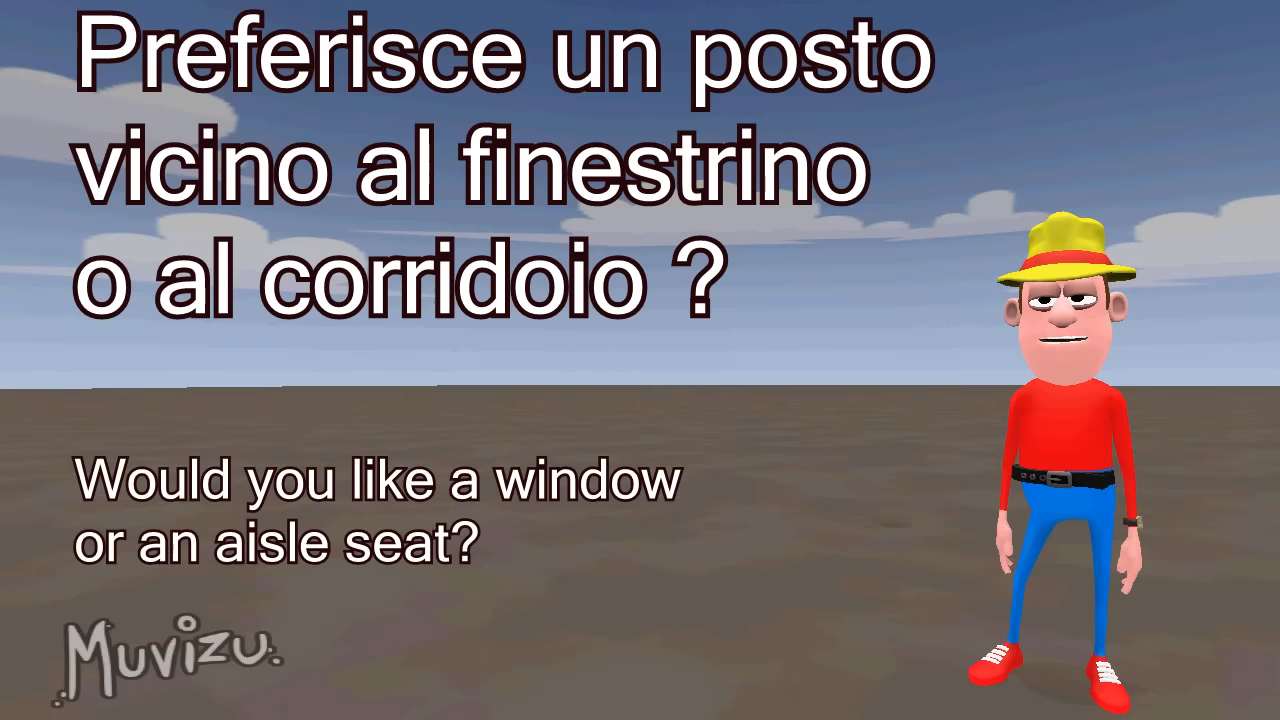 Preferisce un posto
vicino al finestrino
o al corridoio ?
Would you like a window
or an aisle seat?
Muvizu